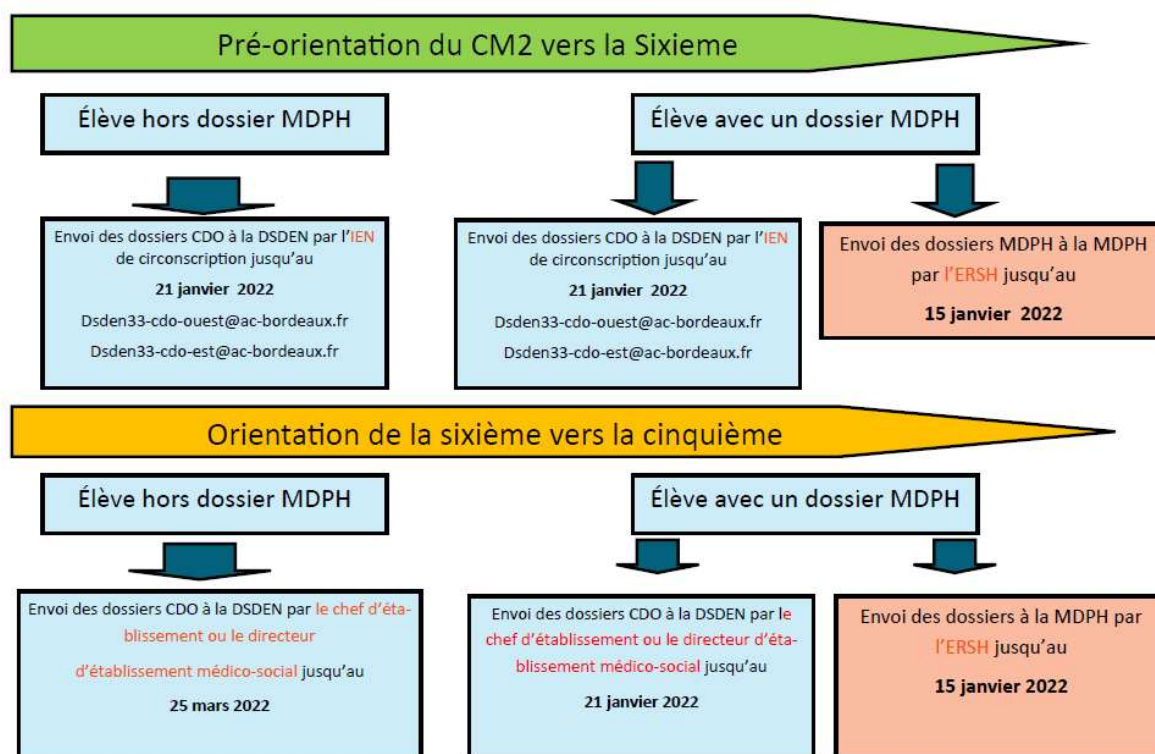 Pré-orientation du CM2 vers la Sixieme
Élève hors dossier MDPH
Élève avec un dossier MDPH
Envoi des dossiers CDO à la DSDEN par l'IEN
de circonscription jusqu'au
21 janvier 2022
Dsden33-cdo-ouest@ac-bordeaux.fr
Dsden33-cdo-est@ac-bordeaux.fr
Envoi des dossiers CDO à la DSDEN par l'IEN
de circonscription jusqu'au
21 janvier 2022
Dsden33-cdo-ouest@ac-bordeaux.fr
Dsden33-cdo-est@ac-bordeaux.fr
Envoi des dossiers MDPH à la MDPH
par l'ERSH jusqu'au
15 janvier 2022
Orientation de la sixième vers la cinquième
Élève hors dossier MDPH
Élève avec un dossier MDPH
Envoi des dossiers CDO à la DSDEN par le chef d'éta-
blissement ou le directeur
d'établissement médico-social jusqu'au
25 mars 2022
Envoi des dossiers CDO à la DSDEN par le
chef d'établissement ou le directeur d'éta-
blissement médico-social jusqu'au
21 janvier 2022
Envoi des dossiers à la MDPH par
l'ERSH jusqu'au
15 janvier 2022